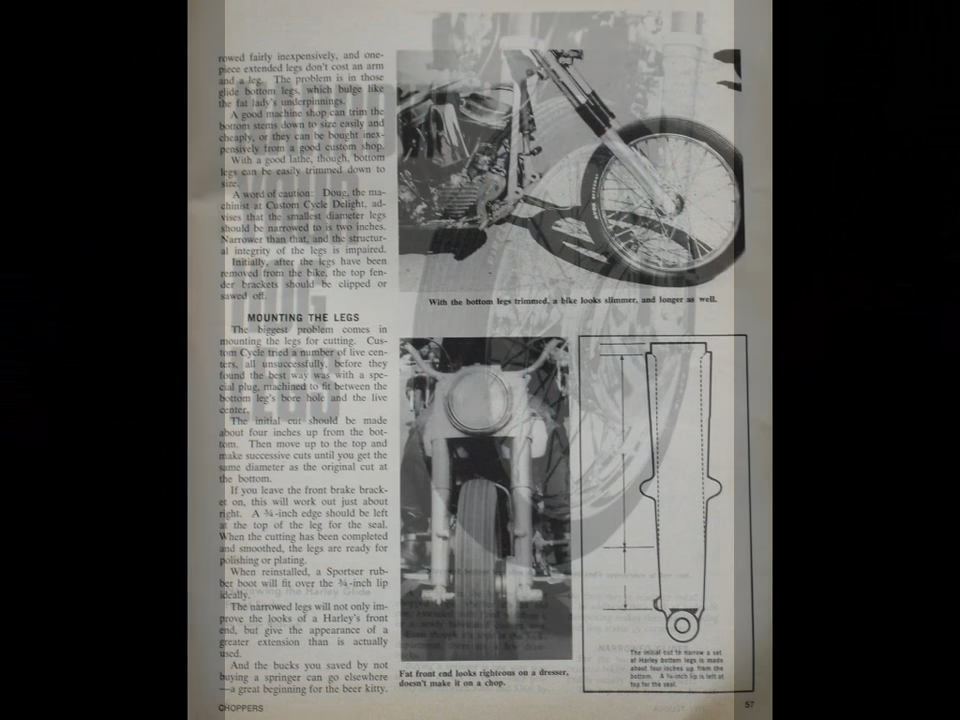 rowed fairly inexpensively, and one-
piece extended legs don't cost an arm
and a leg. The problem is in those
glide bottom legs, which bulge like
the fat lady's underpinnings.
A good machine shop can trim the
bottom stems down to size easily and
cheaply, or they can be bought inex-
pensively from a good custom shop.
With a good lathe, though, bottom
legs can be easily trimmed down to
size.
A word of caution: Doug, the ma-
chinist at Custom Cycle Delight, ad-
vises that the smallest diameter legs
should be narrowed to is two inches.
Narrower than that, and the structur-
al integrity of the legs is impaired.
Initially, after the legs have been
removed from the bike, the top fen-
der brackets should be clipped or
sawed off.
MOUNTING THE LEGS
The biggest problem comes in
mounting the legs for cutting. Cus-
tom Cycle tried a number of live cen-
ters, all unsuccessfully, before they
found the best way was with a spe-
cial plug, machined to fit between the
bottom leg's bore hole and the live
center.
The initial cut should be made
about four inches up from the bot-
tom. Then move up to the top and
make successive cuts until you get the
same diameter as the original cut at
the bottom.
If you leave the front brake brack-
et on, this will work out just about
right. A ¾-inch edge should be left
at the top of the leg for the seal.
When the cutting has been completed
and smoothed, the legs are ready for
polishing or plating.
When reinstalled, a Sportser rub-
ber boot will fit over the ¾-inch lip
ideally.
The narrowed legs will not only im-
prove the looks of a Harley's front
end, but give the appearance of a
greater extension than is actually
used.
And the bucks you saved by not
buying a springer can go elsewhere
—a great beginning for the beer kitty.
With the bottom legs trimmed, a bike looks slimmer, and longer as well.
Fat front end looks righteous on a dresser,
doesn't make it on a chop.
The initial cut to narrow a set
of Harley bottom legs is made
about four inches up from the
bottom. A ¾-inch lip is left at
top for the seal.
CHOPPERS
57